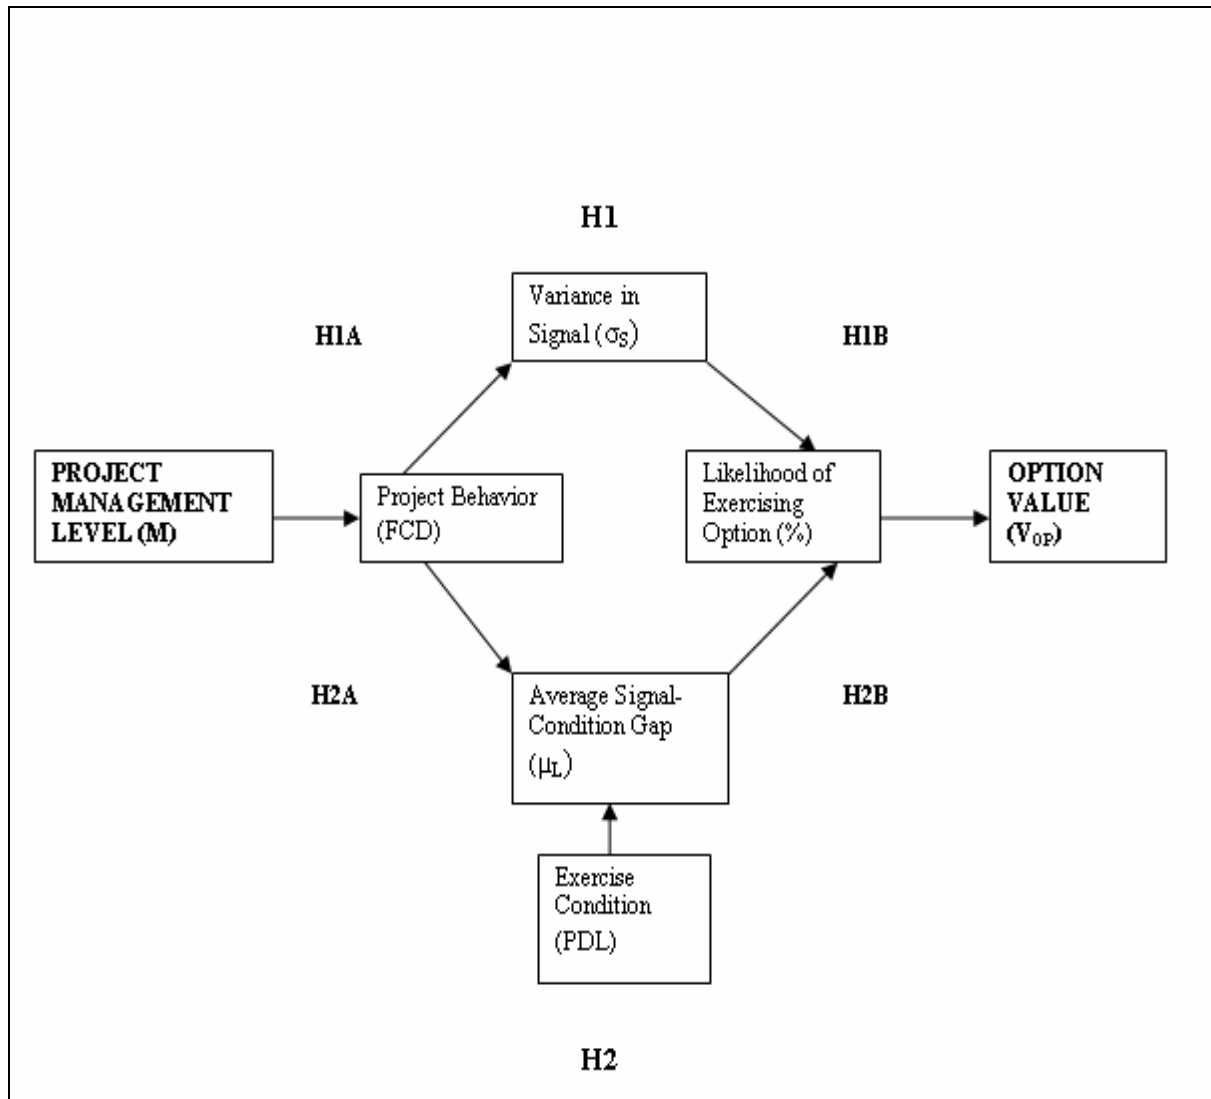 H1
Variance in
Signal (σS)
H1A
H1B
PROJECT
MANAGEMENT
LEVEL (M)
Project Behavior
(FCD)
Likelihood of
Exercising
Option (%)
OPTION
VALUE
(VOP)
H2A
Average Signal-
Condition Gap
(μL)
H2B
Exercise
Condition
(PDL)
H2